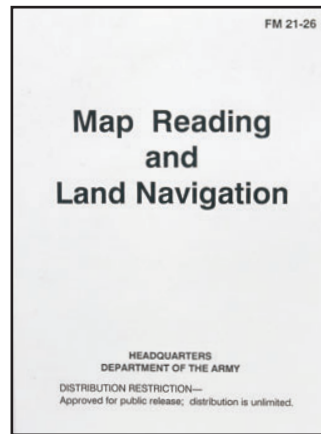 FM 21-26
Map Reading
and
Land Navigation
HEADQUARTERS
DEPARTMENT OF THE ARMY
DISTRIBUTION RESTRICTION—
Approved for public release; distribution is unlimited.